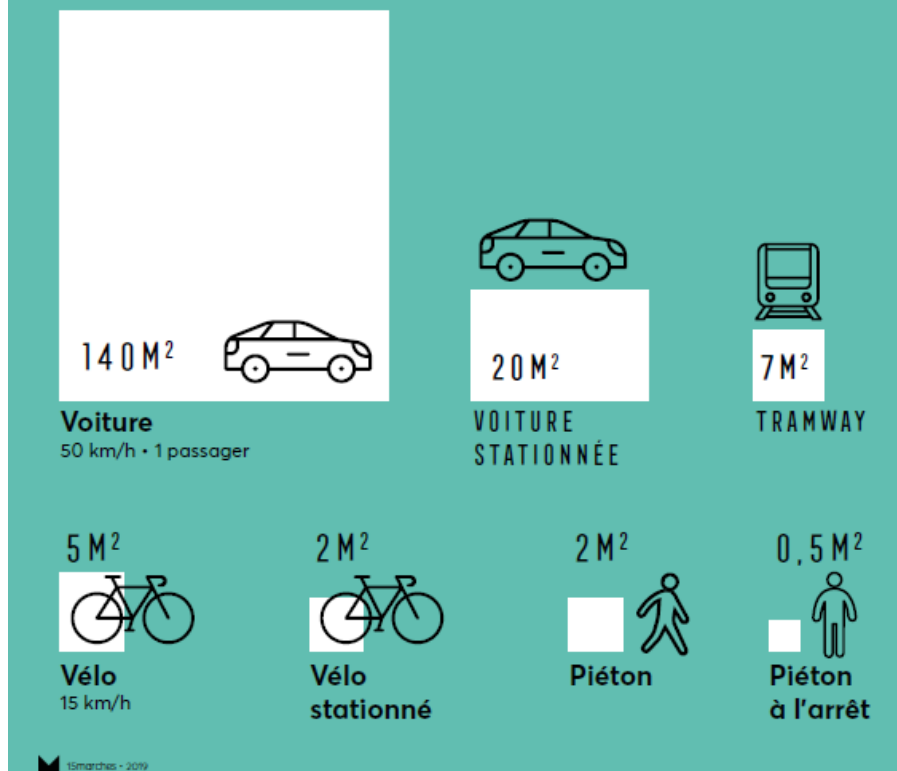 140M²
Voiture
50 km/h • 1 passager
20M²
VOITURE
STATIONNÉE
7M²
TRAMWAY
5M²
Vélo
15 km/h
2M²
Vélo
stationné
2M²
Piéton
0,5M²
Piéton
à l'arrêt
15marches - 2019